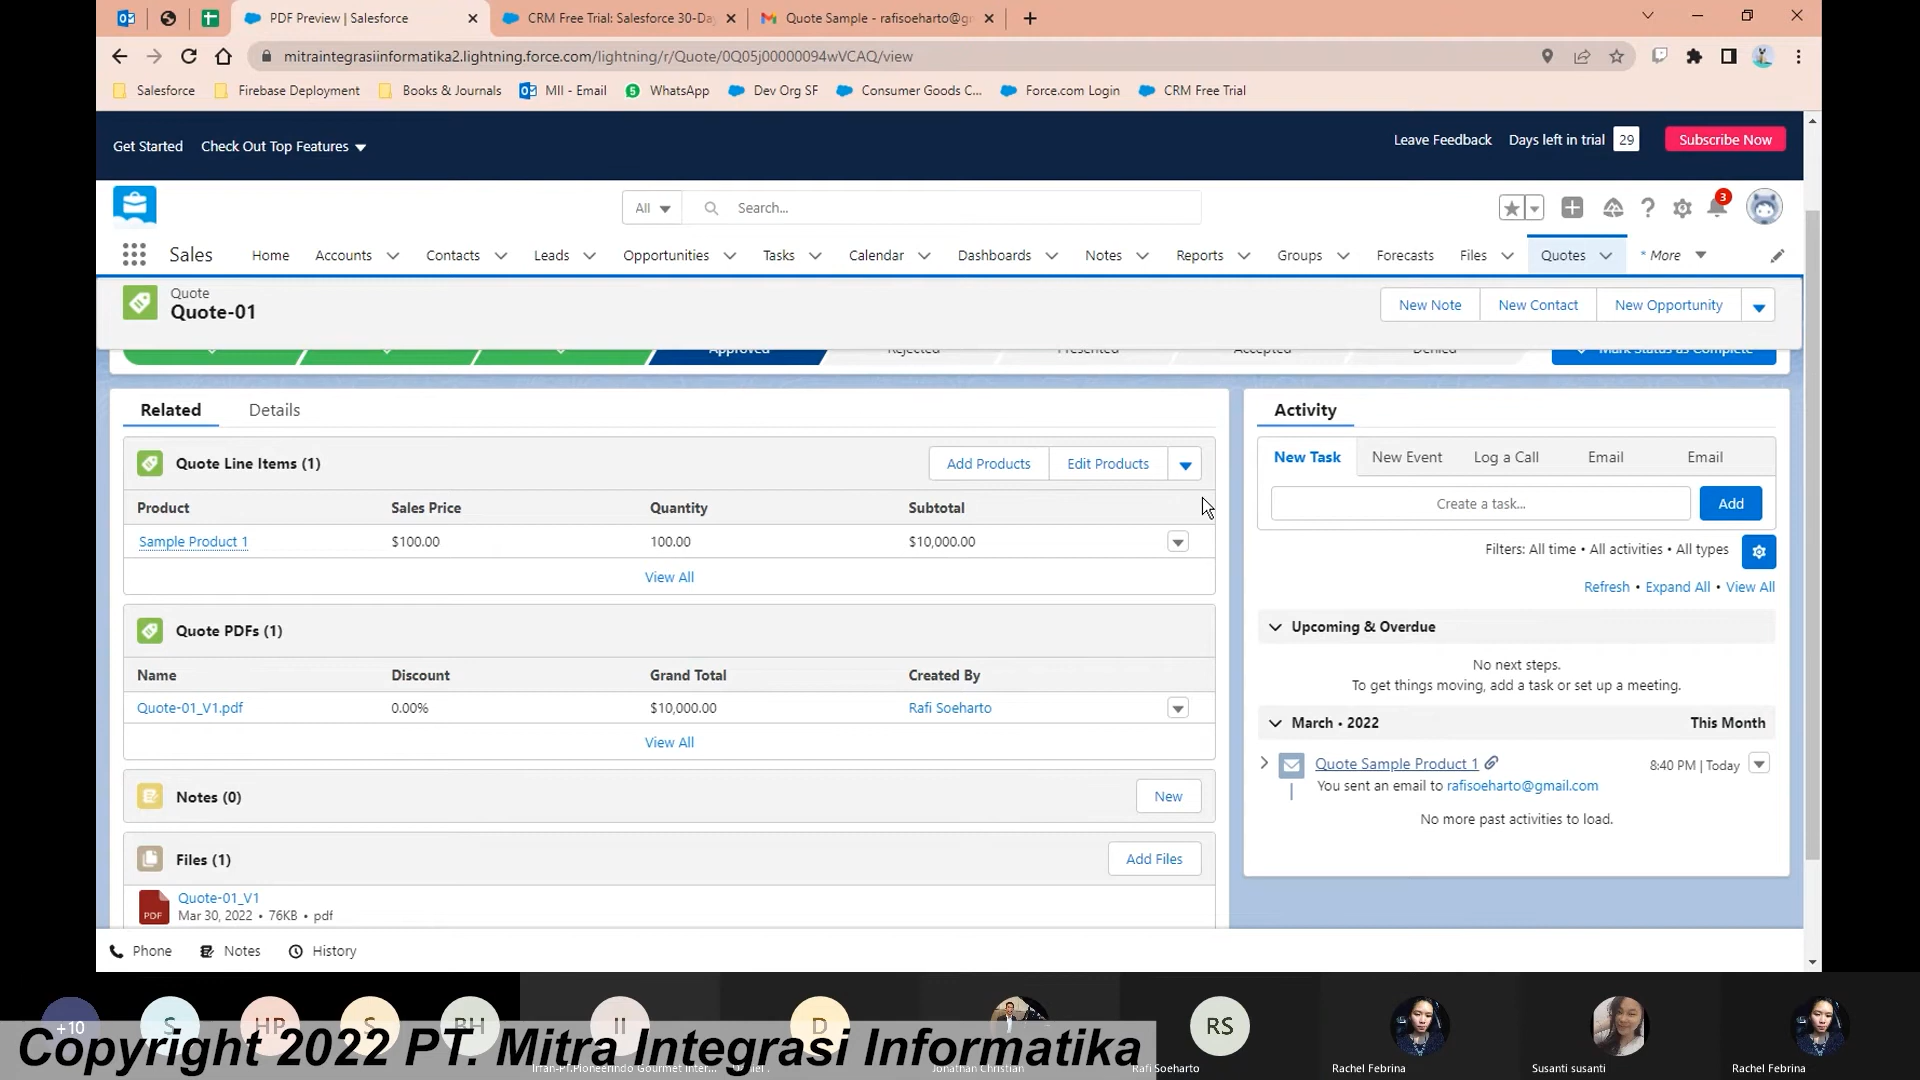 PDF Preview | Salesforce
CRM Free Trial: Salesforce 30-Da
Quote Sample - rafisoeharto@gm
mitraintegrasiinformatika2.lightning.force.com/lightning/r/Quote/0Q05j00000094wVCAQ/view
Salesforce
Firebase Deployment
Books & Journals
MII - Email
WhatsApp
Dev Org SF
Consumer Goods C...
Force.com Login
CRM Free Trial
Get Started
Check Out Top Features
Leave Feedback
Days left in trial 29
Subscribe Now
All
Search...
3
Sales
Home
Accounts
Contacts
Leads
Opportunities
Tasks
Calendar
Dashboards
Notes
Reports
Groups
Forecasts
Files
Quotes
* More
Quote
Quote-01
New Note
New Contact
New Opportunity
Approved
Rejected
Presented
Accepted
Denied
Mark Status as Complete
Related
Details
Quote Line Items (1)
Add Products
Edit Products
Product Sales Price Quantity Subtotal
Sample Product 1 $100.00 100.00 $10,000.00
View All
Quote PDFs (1)
Name Discount Grand Total Created By
Quote-01_V1.pdf 0.00% $10,000.00 Rafi Soeharto
View All
Notes (0)
New
Files (1)
Add Files
PDF
Quote-01_V1
Mar 30, 2022 • 76KB • pdf
Activity
New Task
New Event
Log a Call
Email
Email
Create a task...
Add
Filters: All time • All activities • All types
Refresh • Expand All • View All
Upcoming & Overdue
No next steps.
To get things moving, add a task or set up a meeting.
March • 2022
This Month
Quote Sample Product 1
8:40 PM | Today
You sent an email to rafisoeharto@gmail.com
No more past activities to load.
Phone
Notes
History
+10
S
HP
S
BH
II
D
RS
Copyright 2022 PT. Mitra Integrasi Informatika
Jonathan Christian
Rafi Soeharto
Rachel Febrina
Susanti susanti
Rachel Febrina